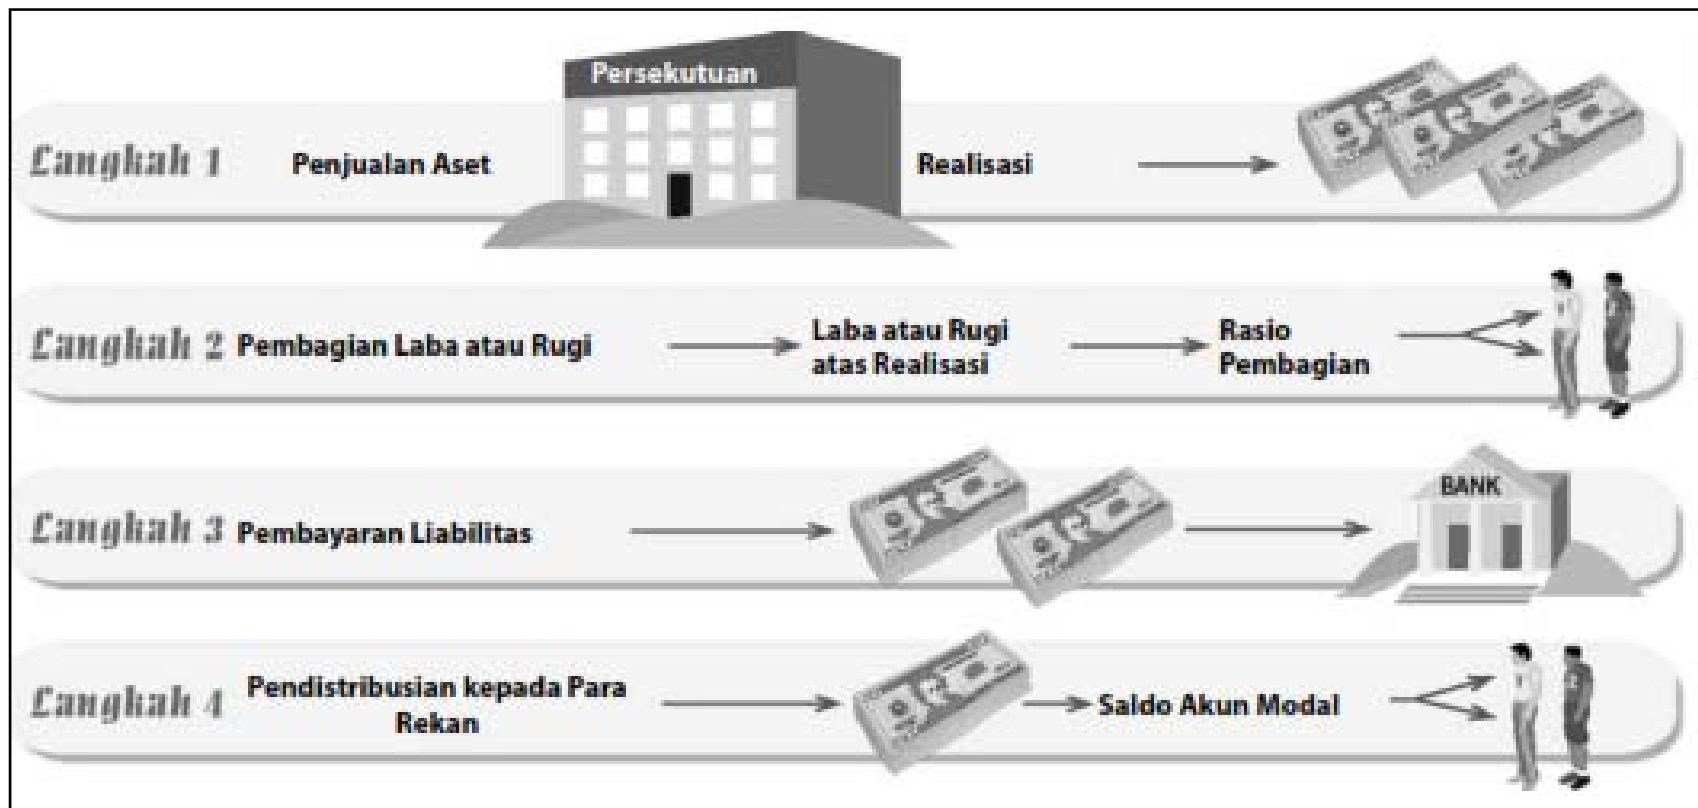 Persekutuan
Langkah 1
Penjualan Aset
Realisasi
Langkah 2
Pembagian Laba atau Rugi
Laba atau Rugi
atas Realisasi
Rasio
Pembagian
Langkah 3
Pembayaran Liabilitas
BANK
Langkah 4
Pendistribusian kepada Para
Rekan
Saldo Akun Modal